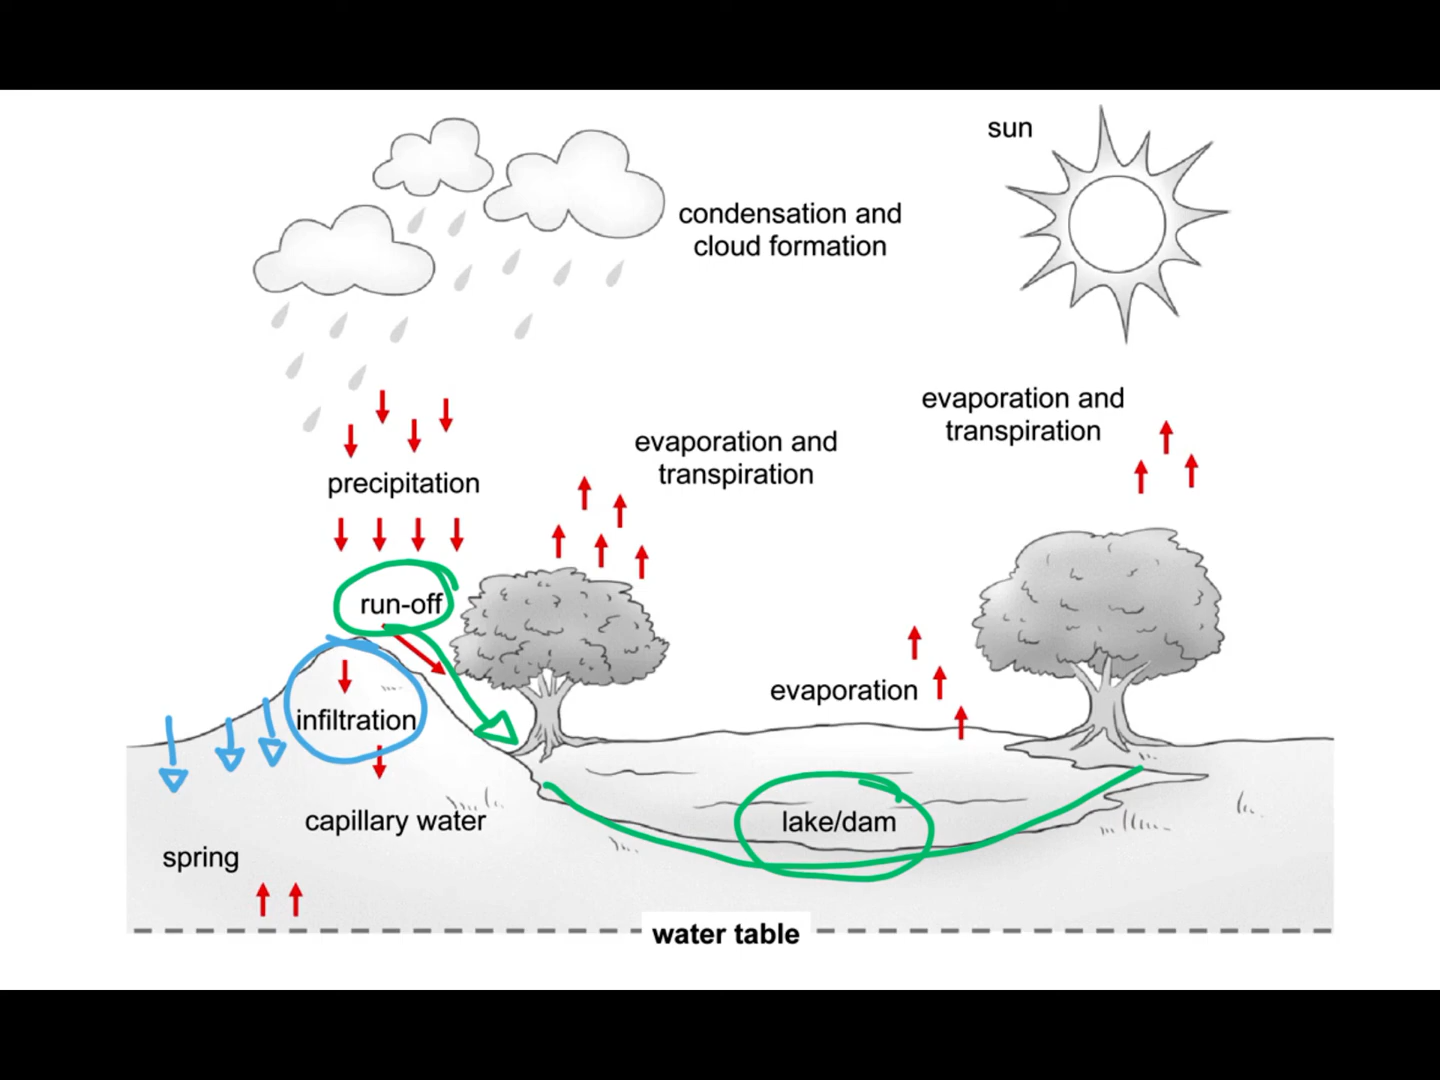 sun
condensation and
cloud formation
evaporation and
transpiration
evaporation and
transpiration
precipitation
run-off
evaporation
infiltration
capillary water
lake/dam
spring
water table